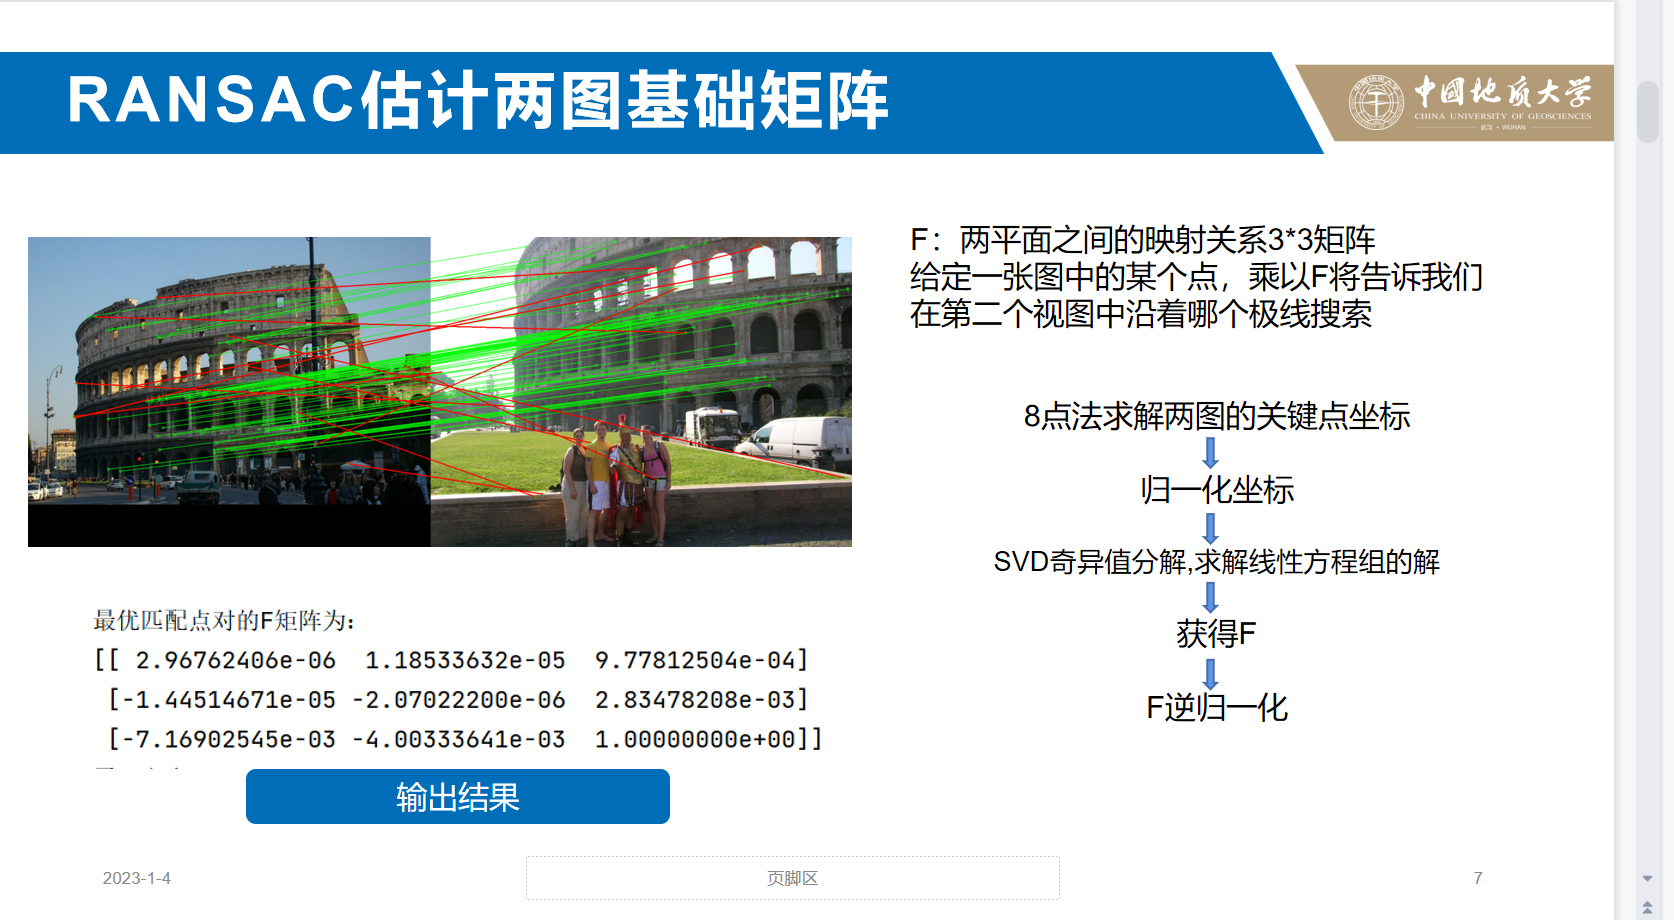 RANSAC估计两图基础矩阵
中国地质大学
CHINA UNIVERSITY OF GEOSCIENCES
武汉·WUHAN
F：两平面之间的映射关系3*3矩阵
给定一张图中的某个点，乘以F将告诉我们
在第二个视图中沿着哪个极线搜索
8点法求解两图的关键点坐标
归一化坐标
SVD奇异值分解,求解线性方程组的解
获得F
F逆归一化
最优匹配点对的F矩阵为:
[[ 2.96762406e-06 1.18533632e-05 9.77812504e-04]
[-1.44514671e-05 -2.07022200e-06 2.83478208e-03]
[-7.16902545e-03 -4.00333641e-03 1.00000000e+00]]
输出结果
2023-1-4
页脚区
7